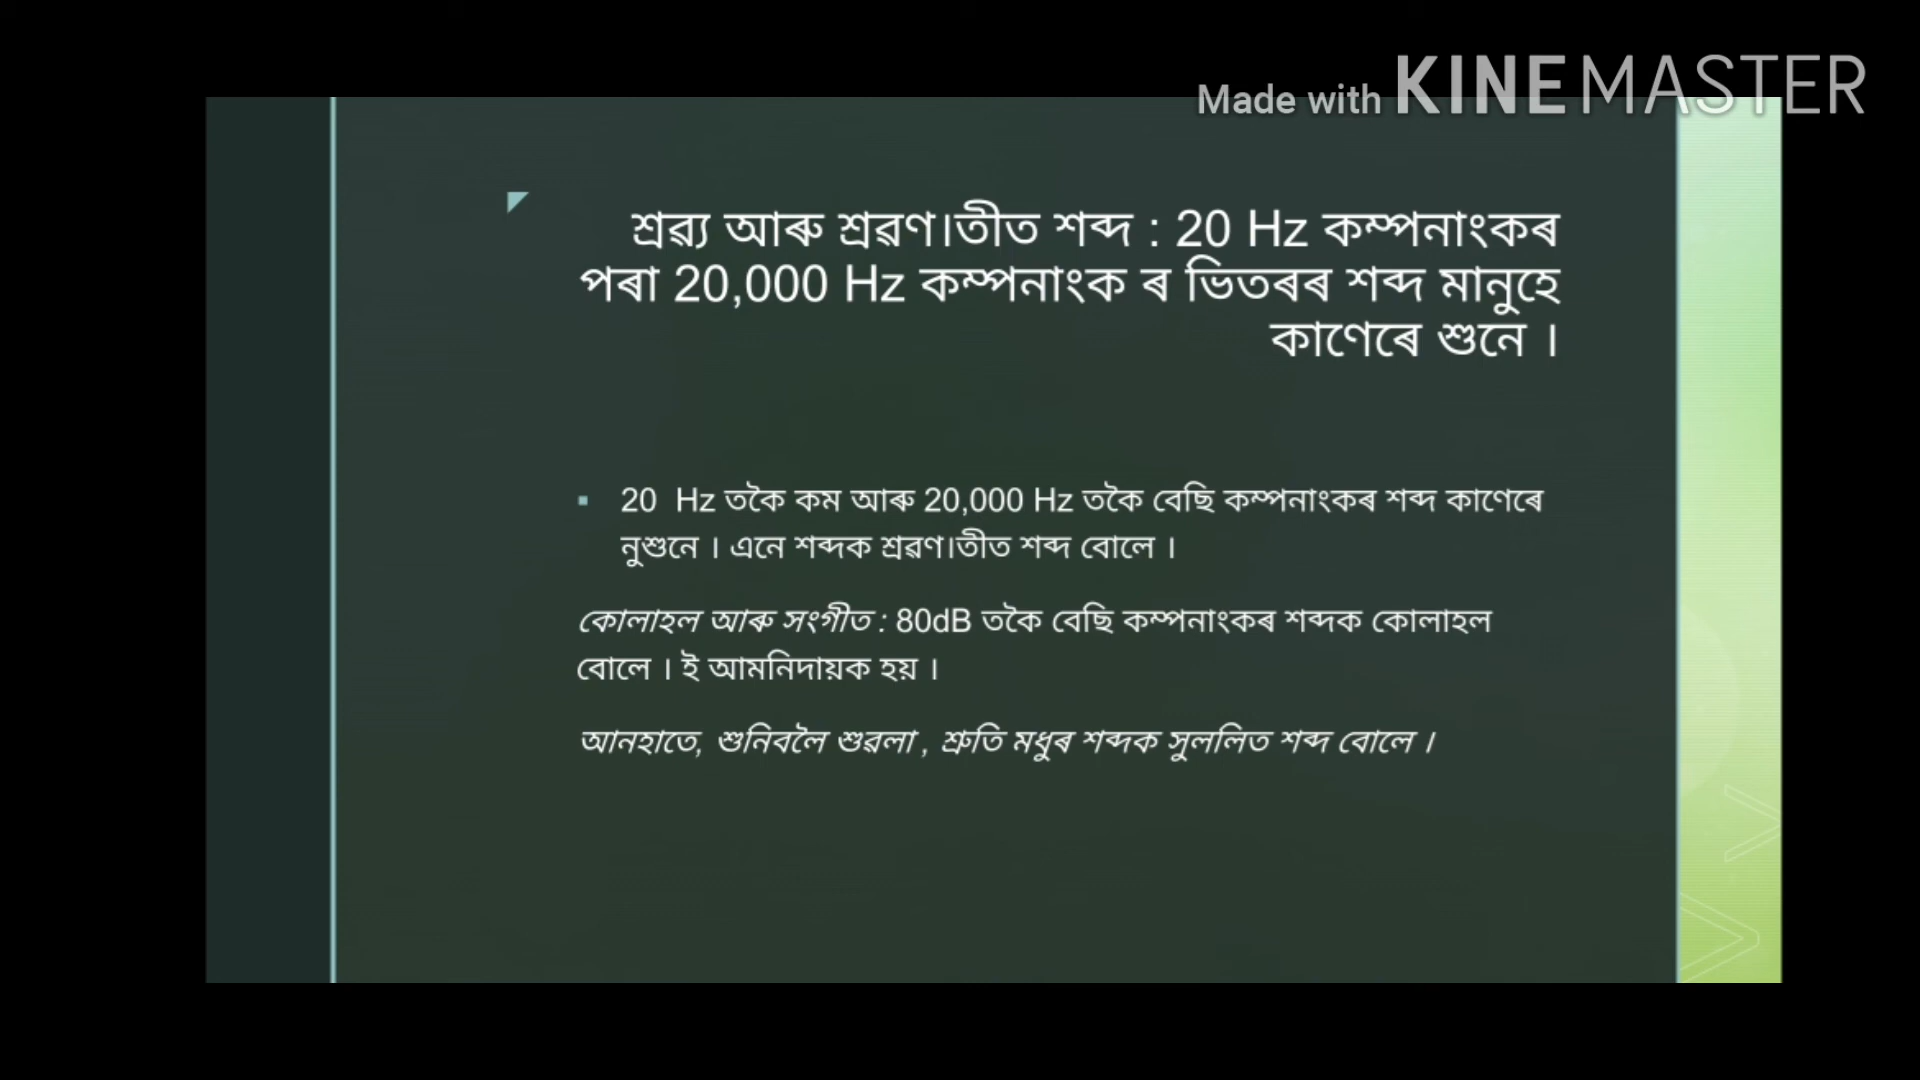 Made with KINEMASTER
শ্ৰৱ্য আৰু শ্ৰৱণ।তীত শব্দ : 20 Hz কম্পনাংকৰ
পৰা 20,000 Hz কম্পনাংক ৰ ভিতৰৰ শব্দ মানুহে
কাণেৰে শুনে ।
▪ 20 Hz তকৈ কম আৰু 20,000 Hz তকৈ বেছি কম্পনাংকৰ শব্দ কাণেৰে
নুশুনে । এনে শব্দক শ্ৰৱণ।তীত শব্দ বোলে ।
কোলাহল আৰু সংগীত : 80dB তকৈ বেছি কম্পনাংকৰ শব্দক কোলাহল
বোলে । ই আমনিদায়ক হয় ।
আনহাতে, শুনিবলৈ শুৱলা , শ্ৰুতি মধুৰ শব্দক সুললিত শব্দ বোলে ।